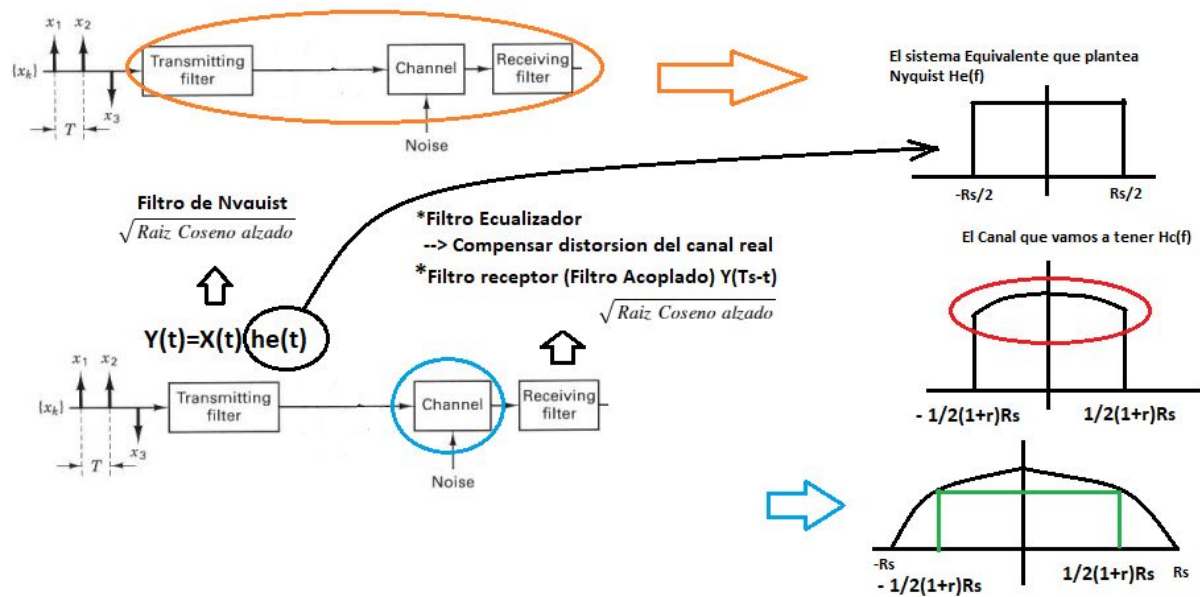 x₁ x₂
{xₖ}
Transmitting
filter
Channel
Receiving
filter
x₃
T
Noise
El sistema Equivalente que plantea
Nyquist He(f)
-Rs/2 Rs/2
Filtro de Nvquist
√Raiz Coseno alzado
*Filtro Ecualizador
--> Compensar distorsion del canal real
*Filtro receptor (Filtro Acoplado) Y(Ts-t)
√Raiz Coseno alzado
El Canal que vamos a tener Hc(f)
- 1/2(1+r)Rs 1/2(1+r)Rs
Y(t)=X(t) he(t)
x₁ x₂
{xₖ}
Transmitting
filter
Channel
Receiving
filter
x₃
T
Noise
-Rs Rs
- 1/2(1+r)Rs 1/2(1+r)Rs